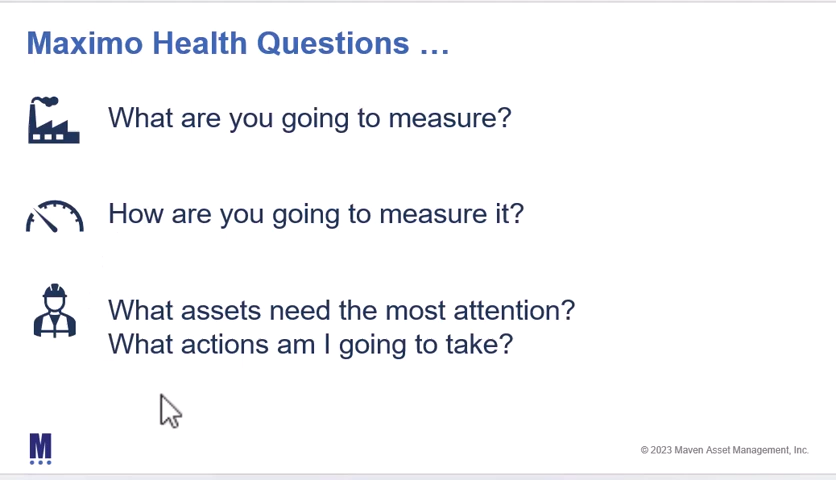 Maximo Health Questions ...
What are you going to measure?
How are you going to measure it?
What assets need the most attention?
What actions am I going to take?
M
© 2023 Maven Asset Management, Inc.